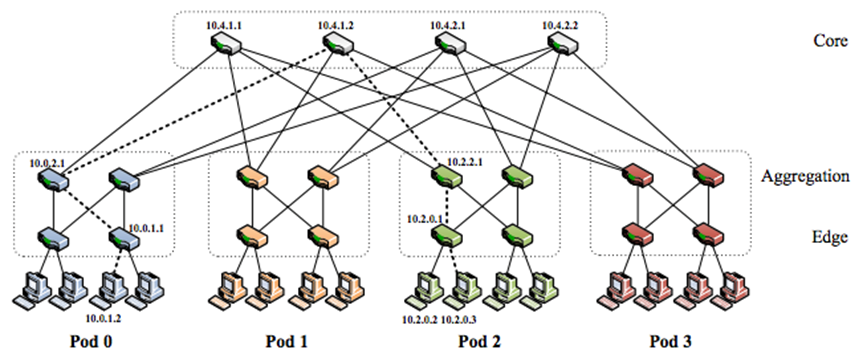 10.4.1.1
10.4.1.2
10.4.2.1
10.4.2.2
Core
10.0.2.1
10.2.2.1
Aggregation
10.0.1.1
10.2.0.1
Edge
10.0.1.2
10.2.0.2 10.2.0.3
Pod 0
Pod 1
Pod 2
Pod 3